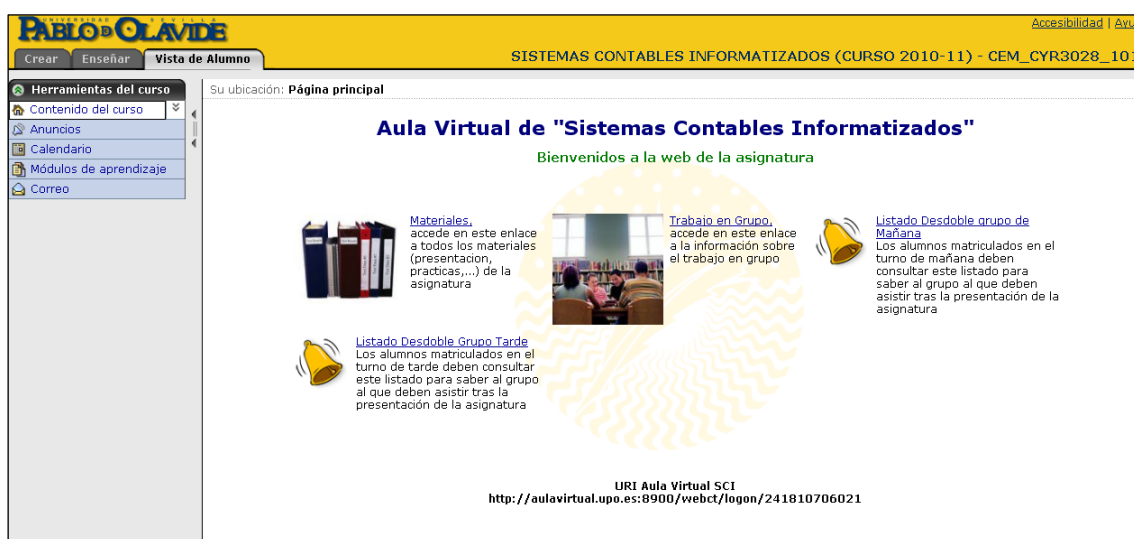 UNIVERSIDAD SEVILLA
PABLO D OLAVIDE
Accesibilidad |
Crear Enseñar Vista de Alumno
SISTEMAS CONTABLES INFORMATIZADOS (CURSO 2010-11) - CEM_CYR3028_101
Herramientas del curso
Contenido del curso
Anuncios
Calendario
Módulos de aprendizaje
Correo
Su ubicación: Página principal
Aula Virtual de "Sistemas Contables Informatizados"
Bienvenidos a la web de la asignatura
Materiales,
accede en este enlace
a todos los materiales
(presentacion,
practicas,...) de la
asignatura
Trabajo en Grupo,
accede en este enlace
a la información sobre
el trabajo en grupo
Listado Desdoble grupo de
Mañana
Los alumnos matriculados en el
turno de mañana deben
consultar este listado para
saber al grupo al que deben
asistir tras la presentación de la
asignatura
Listado Desdoble Grupo Tarde
Los alumnos matriculados en el
turno de tarde deben consultar
este listado para saber al grupo
al que deben asistir tras la
presentación de la asignatura
URI Aula Virtual SCI
http://aulavirtual.upo.es:8900/webct/logon/241810706021